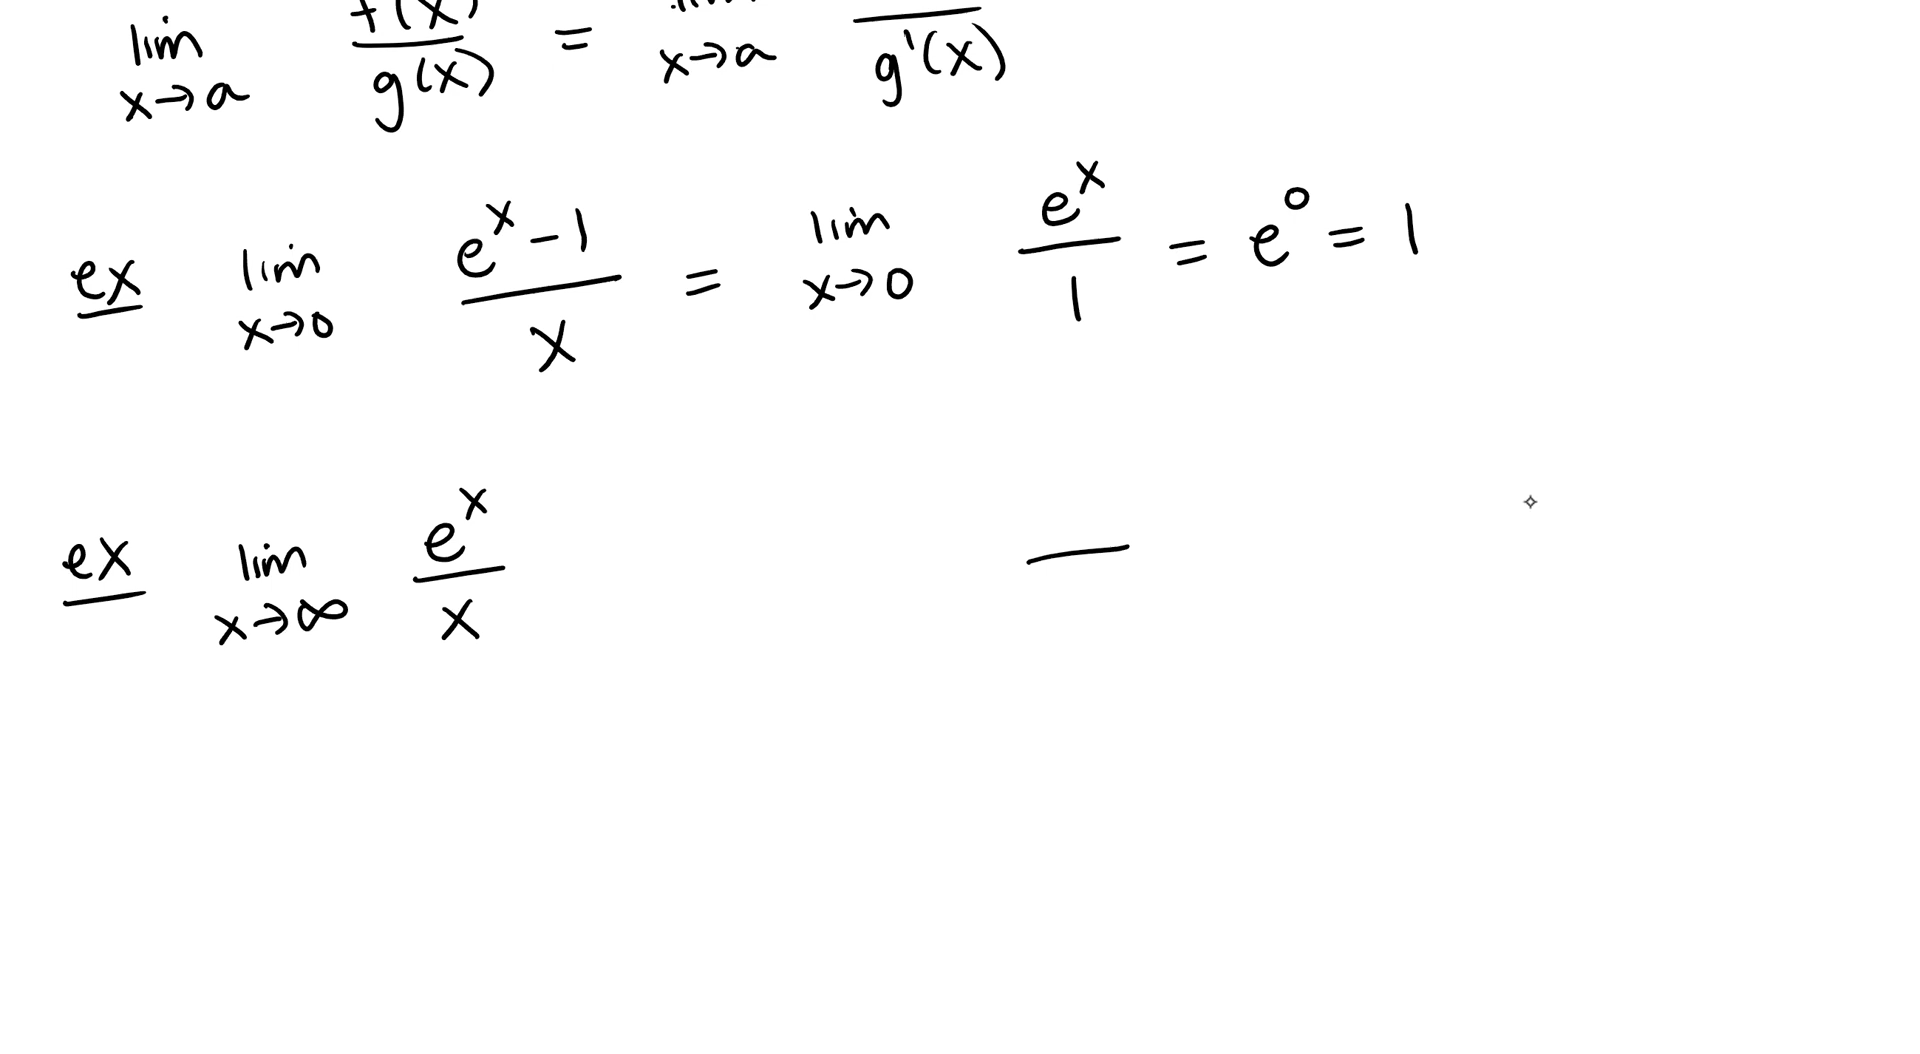 lim x→a f(x)/g(x) = lim x→a /g'(x)
ex lim x→0 (e^x - 1)/x = lim x→0 e^x/1 = e^0 = 1
ex lim x→∞ e^x/x